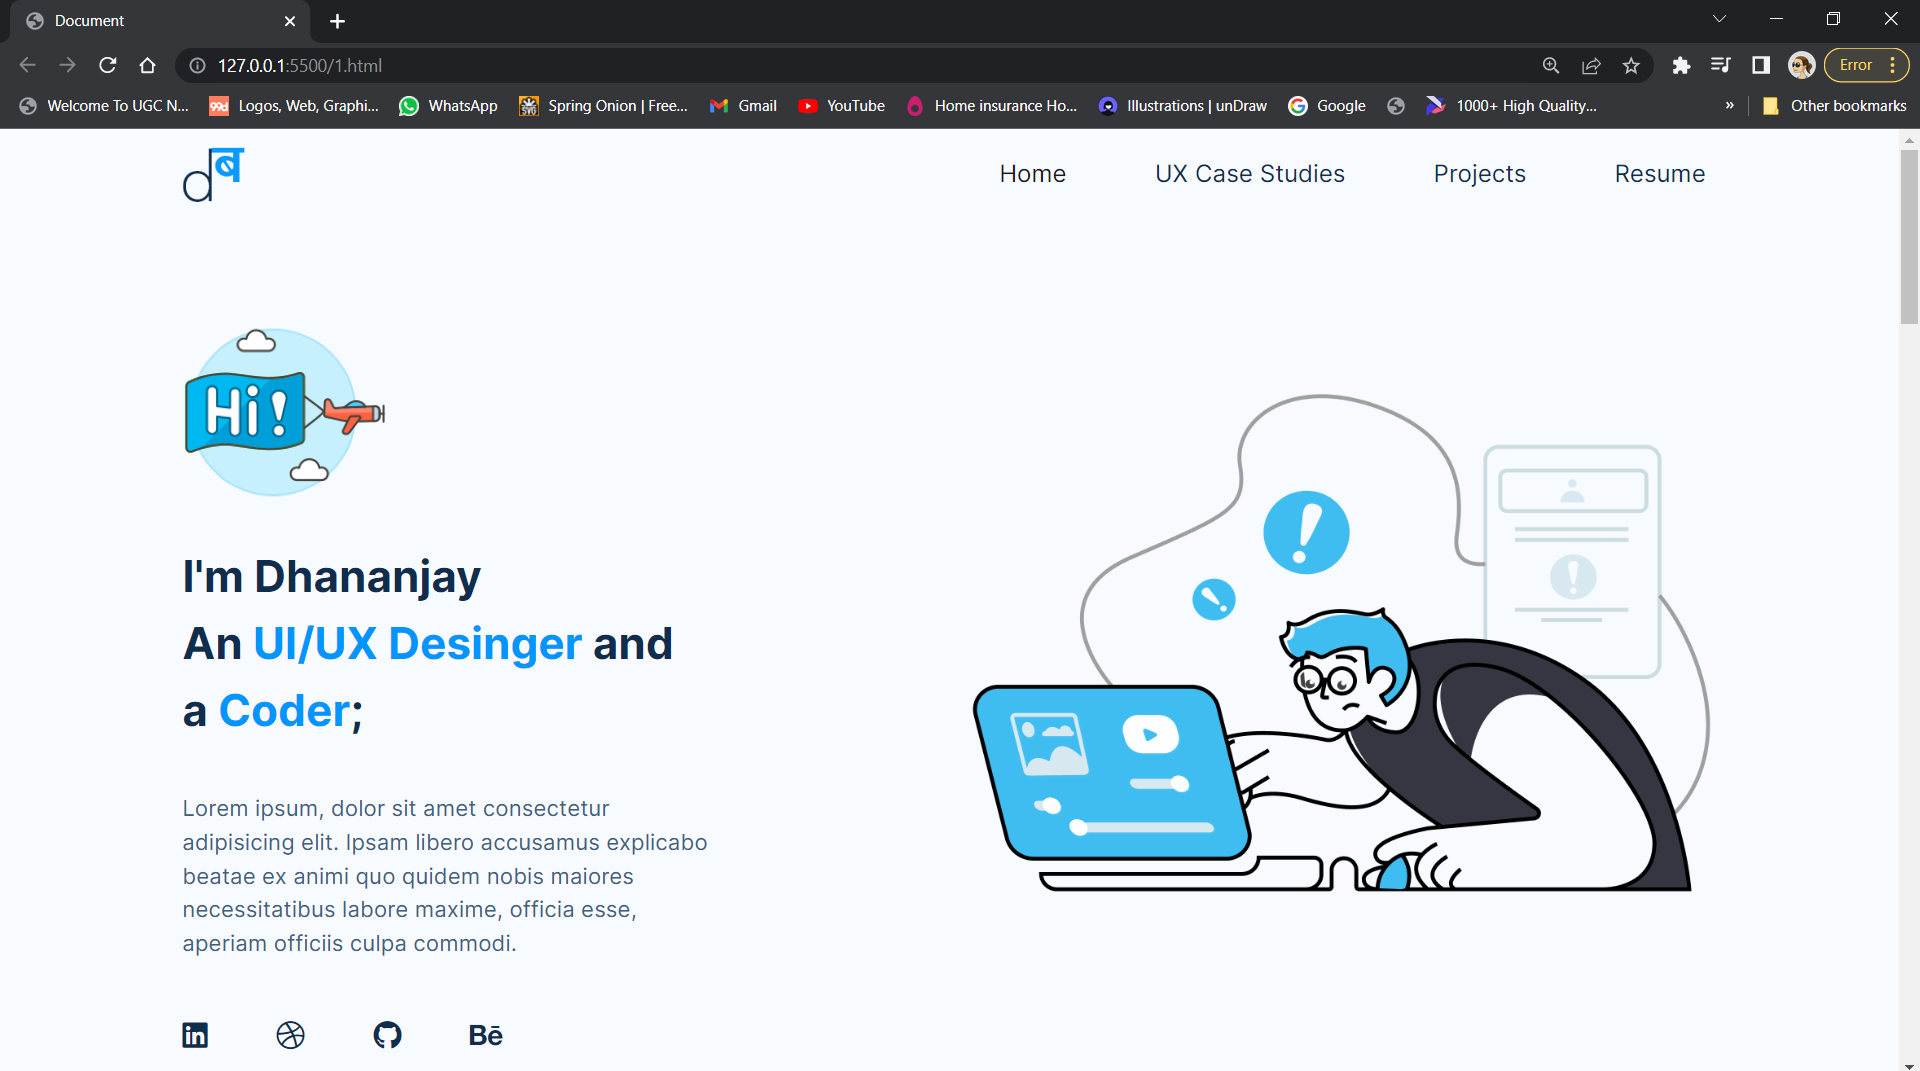 Document
127.0.0.1:5500/1.html
Error
Welcome To UGC N...
99d Logos, Web, Graphi...
WhatsApp
Spring Onion | Free...
Gmail
YouTube
Home insurance Ho...
Illustrations | unDraw
Google
1000+ High Quality...
»
Other bookmarks
dब
Home
UX Case Studies
Projects
Resume
Hi!
I'm Dhananjay
An UI/UX Desinger and
a Coder;
Lorem ipsum, dolor sit amet consectetur
adipisicing elit. Ipsam libero accusamus explicabo
beatae ex animi quo quidem nobis maiores
necessitatibus labore maxime, officia esse,
aperiam officiis culpa commodi.
in
Bē